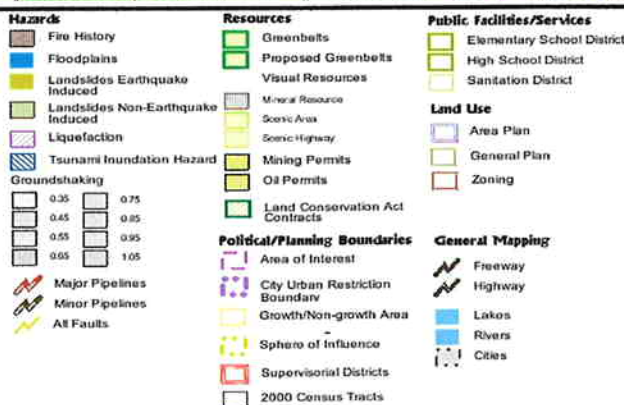 Hazards
Fire History
Floodplains
Landslides Earthquake
Induced
Landslides Non-Earthquake
Induced
Liquefaction
Tsunami Inundation Hazard
Groundshaking
0.35 0.75
0.45 0.85
0.55 0.95
0.65 1.05
Major Pipelines
Minor Pipelines
All Faults
Resources
Greenbelts
Proposed Greenbelts
Visual Resources
Mineral Resource
Scenic Area
Scenic Highway
Mining Permits
Oil Permits
Land Conservation Act
Contracts
Political/Planning Boundaries
Area of Interest
City Urban Restriction
Boundary
Growth/Non-growth Area
Sphere of Influence
Supervisorial Districts
2000 Census Tracts
Public Facilities/Services
Elementary School District
High School District
Sanitation District
Land Use
Area Plan
General Plan
Zoning
General Mapping
Freeway
Highway
Lakes
Rivers
Cities